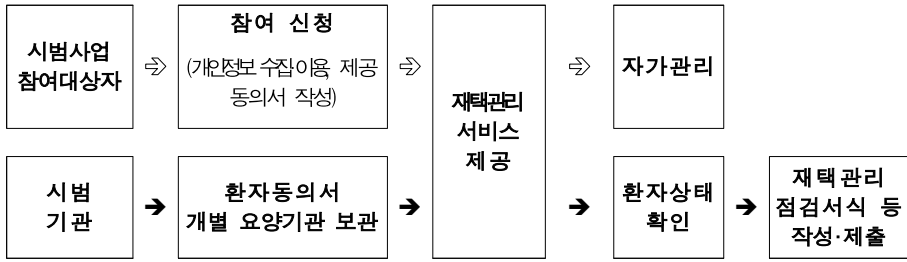 시범사업
참여대상자
⇨
참여 신청
(개인정보 수집·이용, 제공
동의서 작성)
⇨
재택관리
서비스
제공
⇨
자가관리
시범
기관
➔
환자동의서
개별 요양기관 보관
➔
➔
환자상태
확인
➔
재택관리
점검서식 등
작성·제출